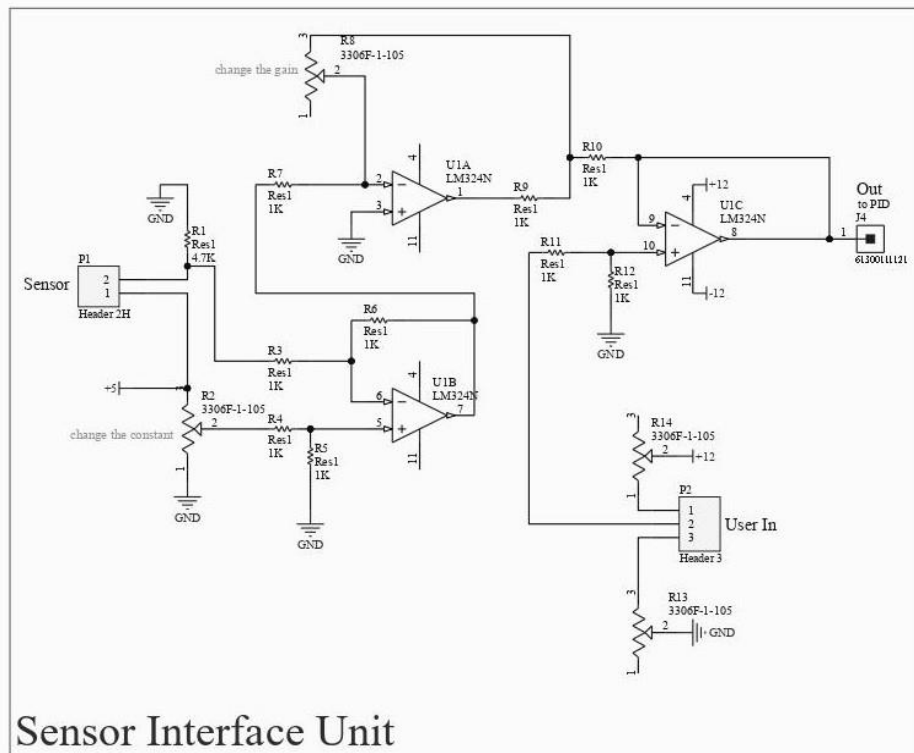 3
R8
3306F-1-105
change the gain
2
1
4
U1A
LM324N
R7
Res1
1K
2
3
1
11
GND
R9
Res1
1K
R10
Res1
1K
+12
4
U1C
LM324N
9
10
8
11
-12
Out
to PID
J4
1
61300111121
GND
R1
Res1
4.7K
P1
Sensor
2
1
Header 2H
R11
Res1
1K
R12
Res1
1K
GND
R6
Res1
1K
R3
Res1
1K
4
U1B
LM324N
6
5
7
11
+5
3
R2
3306F-1-105
2
change the constant
1
GND
R4
Res1
1K
R5
Res1
1K
GND
3
R14
3306F-1-105
2
+12
1
P2
1
2
3
User In
Header 3
3
R13
3306F-1-105
2
GND
1
Sensor Interface Unit